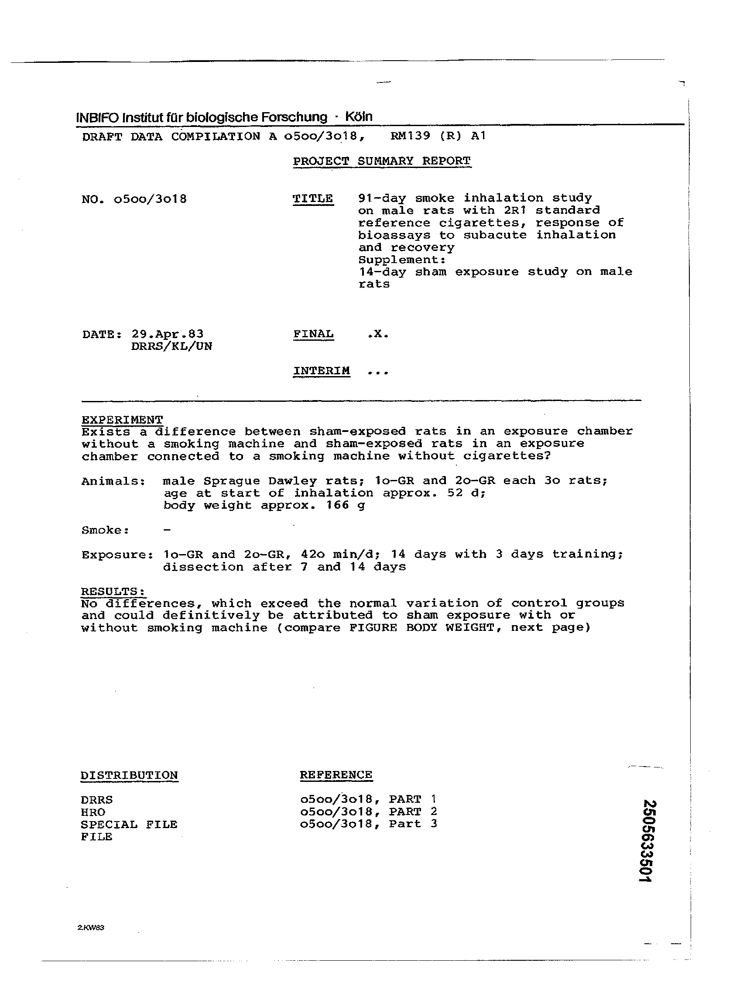 INBIFO Institut für biologische Forschung · Köln
DRAFT DATA COMPILATION A o5oo/3o18, RM139 (R) A1
PROJECT SUMMARY REPORT
NO. o5oo/3o18
TITLE 91-day smoke inhalation study
on male rats with 2R1 standard
reference cigarettes, response of
bioassays to subacute inhalation
and recovery
Supplement:
14-day sham exposure study on male
rats
DATE: 29.Apr.83 FINAL .X.
DRRS/KL/UN
INTERIM ...
EXPERIMENT
Exists a difference between sham-exposed rats in an exposure chamber
without a smoking machine and sham-exposed rats in an exposure
chamber connected to a smoking machine without cigarettes?
Animals: male Sprague Dawley rats; 1o-GR and 2o-GR each 3o rats;
age at start of inhalation approx. 52 d;
body weight approx. 166 g
Smoke: –
Exposure: 1o-GR and 2o-GR, 42o min/d; 14 days with 3 days training;
dissection after 7 and 14 days
RESULTS:
No differences, which exceed the normal variation of control groups
and could definitively be attributed to sham exposure with or
without smoking machine (compare FIGURE BODY WEIGHT, next page)
DISTRIBUTION REFERENCE
DRRS o5oo/3o18, PART 1
HRO o5oo/3o18, PART 2
SPECIAL FILE o5oo/3o18, Part 3
FILE
2505633501
2.KW83